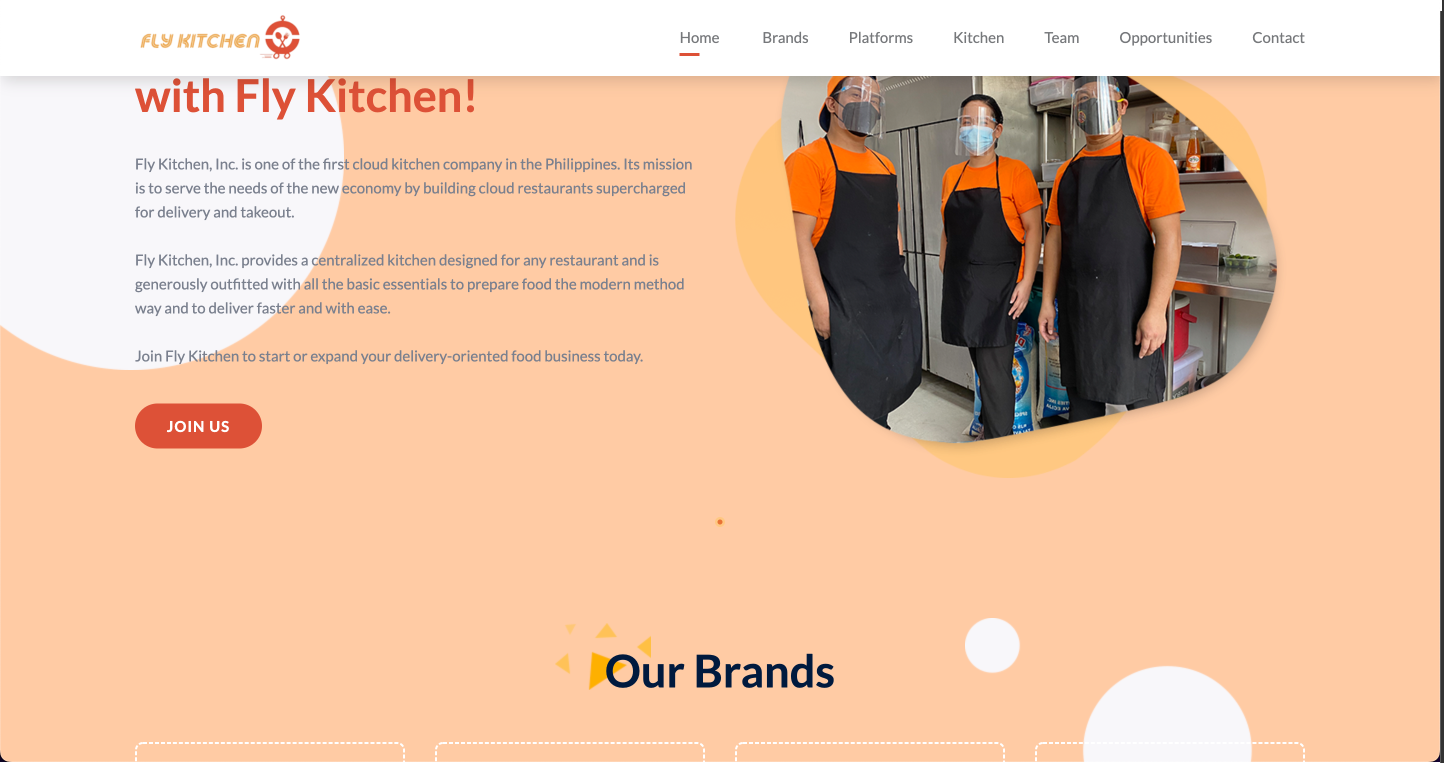 FLY KITCHEN
Home
Brands
Platforms
Kitchen
Team
Opportunities
Contact
with Fly Kitchen!
Fly Kitchen, Inc. is one of the first cloud kitchen company in the Philippines. Its mission
is to serve the needs of the new economy by building cloud restaurants supercharged
for delivery and takeout.
Fly Kitchen, Inc. provides a centralized kitchen designed for any restaurant and is
generously outfitted with all the basic essentials to prepare food the modern method
way and to deliver faster and with ease.
Join Fly Kitchen to start or expand your delivery-oriented food business today.
JOIN US
Our Brands